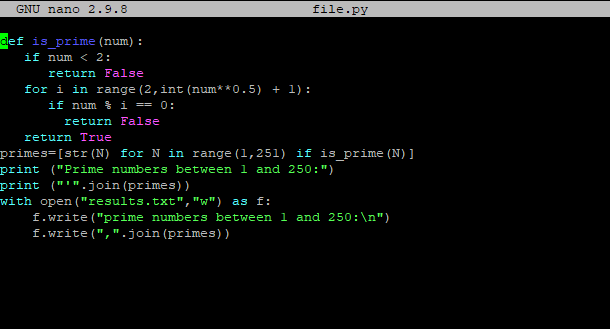 GNU nano 2.9.8 file.py
def is_prime(num):
   if num < 2:
      return False
   for i in range(2,int(num**0.5) + 1):
      if num % i == 0:
        return False
   return True
primes=[str(N) for N in range(1,251) if is_prime(N)]
print ("Prime numbers between 1 and 250:")
print ("'".join(primes))
with open("results.txt","w") as f:
    f.write("prime numbers between 1 and 250:\n")
    f.write(",".join(primes))